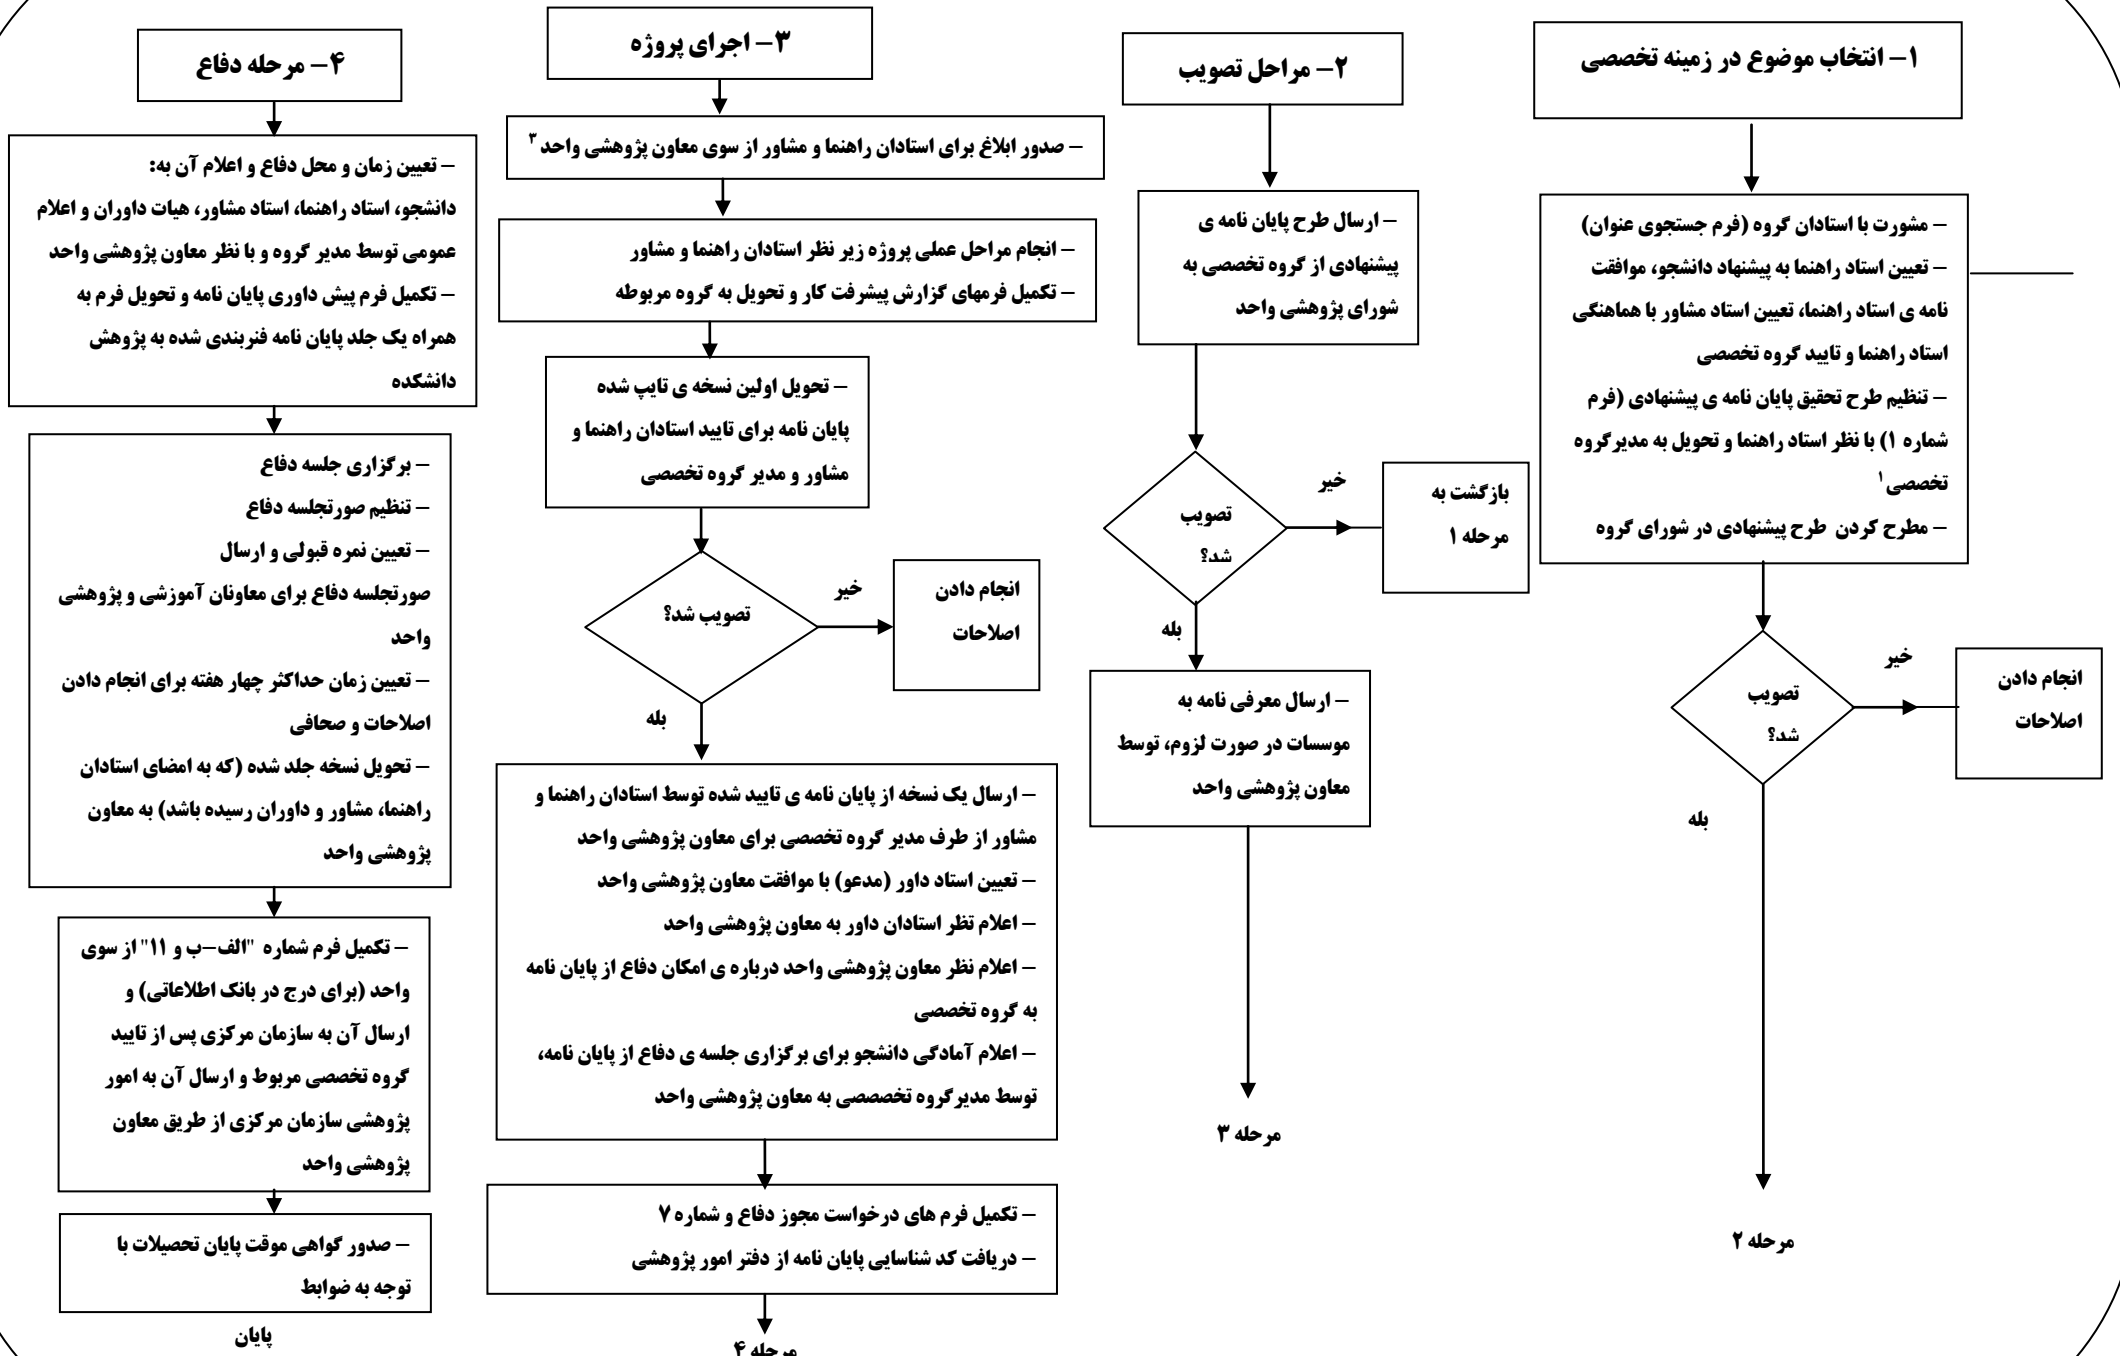 ۱- انتخاب موضوع در زمینه تخصصی
- مشورت با استادان گروه (فرم جستجوی عنوان)
- تعیین استاد راهنما به پیشنهاد دانشجو، موافقت
نامه ی استاد راهنما، تعیین استاد مشاور با هماهنگی
استاد راهنما و تایید گروه تخصصی
- تنظیم طرح تحقیق پایان نامه ی پیشنهادی (فرم
شماره ۱) با نظر استاد راهنما و تحویل به مدیرگروه
تخصصی ۱
- مطرح کردن طرح پیشنهادی در شورای گروه
تصویب
شد؟
خیر
انجام دادن
اصلاحات
بله
مرحله ۲
۲- مراحل تصویب
- ارسال طرح پایان نامه ی
پیشنهادی از گروه تخصصی به
شورای پژوهشی واحد
تصویب
شد؟
خیر
بازگشت به
مرحله ۱
بله
- ارسال معرفی نامه به
موسسات در صورت لزوم، توسط
معاون پژوهشی واحد
مرحله ۳
۳- اجرای پروژه
- صدور ابلاغ برای استادان راهنما و مشاور از سوی معاون پژوهشی واحد ۳
- انجام مراحل عملی پروژه زیر نظر استادان راهنما و مشاور
- تکمیل فرمهای گزارش پیشرفت کار و تحویل به گروه مربوطه
- تحویل اولین نسخه ی تایپ شده
پایان نامه برای تایید استادان راهنما و
مشاور و مدیر گروه تخصصی
تصویب شد؟
خیر
انجام دادن
اصلاحات
بله
- ارسال یک نسخه از پایان نامه ی تایید شده توسط استادان راهنما و
مشاور از طرف مدیر گروه تخصصی برای معاون پژوهشی واحد
- تعیین استاد داور (مدعو) با موافقت معاون پژوهشی واحد
- اعلام تظر استادان داور به معاون پژوهشی واحد
- اعلام نظر معاون پژوهشی واحد درباره ی امکان دفاع از پایان نامه
به گروه تخصصی
- اعلام آمادگی دانشجو برای برگزاری جلسه ی دفاع از پایان نامه،
توسط مدیرگروه تخصصصی به معاون پژوهشی واحد
- تکمیل فرم های درخواست مجوز دفاع و شماره ۷
- دریافت کد شناسایی پایان نامه از دفتر امور پژوهشی
مرحله ۴
۴- مرحله دفاع
- تعیین زمان و محل دفاع و اعلام آن به:
دانشجو، استاد راهنما، استاد مشاور، هیات داوران و اعلام
عمومی توسط مدیر گروه و با نظر معاون پژوهشی واحد
- تکمیل فرم پیش داوری پایان نامه و تحویل فرم به
همراه یک جلد پایان نامه فنربندی شده به پژوهش
دانشکده
- برگزاری جلسه دفاع
- تنظیم صورتجلسه دفاع
- تعیین نمره قبولی و ارسال
صورتجلسه دفاع برای معاونان آموزشی و پژوهشی
واحد
- تعیین زمان حداکثر چهار هفته برای انجام دادن
اصلاحات و صحافی
- تحویل نسخه جلد شده (که به امضای استادان
راهنما، مشاور و داوران رسیده باشد) به معاون
پژوهشی واحد
- تکمیل فرم شماره "الف-ب و ۱۱" از سوی
واحد (برای درج در بانک اطلاعاتی) و
ارسال آن به سازمان مرکزی پس از تایید
گروه تخصصی مربوط و ارسال آن به امور
پژوهشی سازمان مرکزی از طریق معاون
پژوهشی واحد
- صدور گواهی موقت پایان تحصیلات با
توجه به ضوابط
پایان